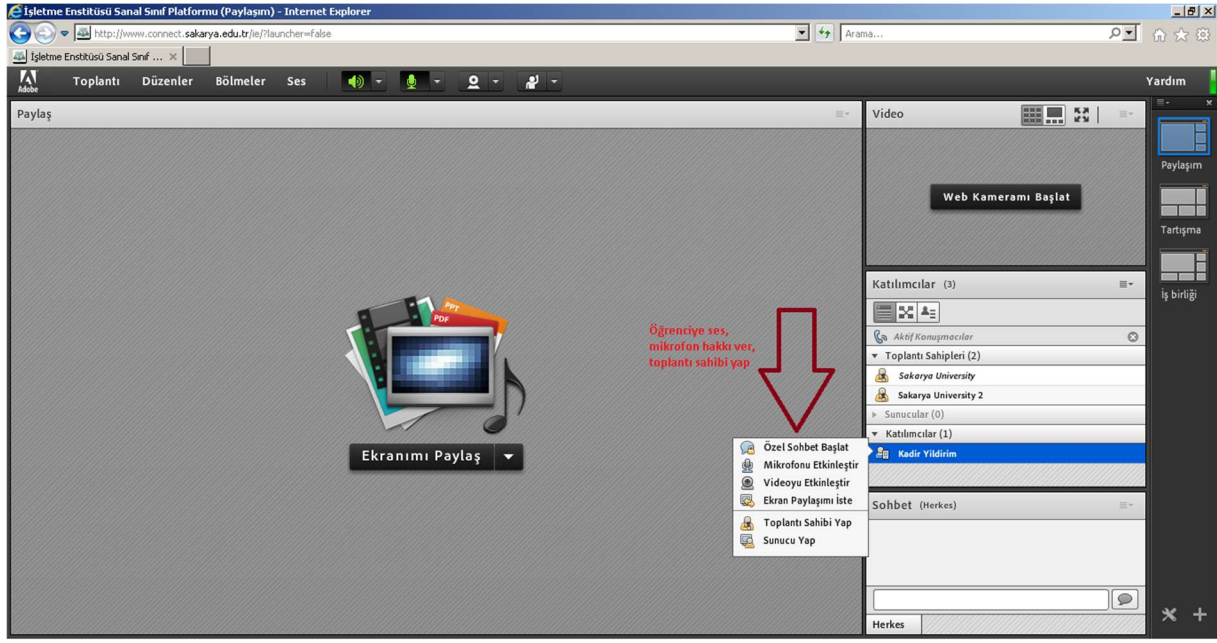 İşletme Enstitüsü Sanal Sınıf Platformu (Paylaşım) - Internet Explorer
http://www.connect.sakarya.edu.tr/ie/?launcher=false
Arama...
İşletme Enstitüsü Sanal Sınıf ...
Adobe
Toplantı Düzenler Bölmeler Ses
Yardım
Paylaş
Video
Web Kameramı Başlat
Paylaşım
Tartışma
İş birliği
Katılımcılar (3)
Aktif Konuşmacılar
Toplantı Sahipleri (2)
Sakarya University
Sakarya University 2
Sunucular (0)
Katılımcılar (1)
Kadir Yildirim
Öğrenciye ses,
mikrofon hakkı ver,
toplantı sahibi yap
PPT
PDF
Ekranımı Paylaş
Özel Sohbet Başlat
Mikrofonu Etkinleştir
Videoyu Etkinleştir
Ekran Paylaşımı İste
Toplantı Sahibi Yap
Sunucu Yap
Sohbet (Herkes)
Herkes